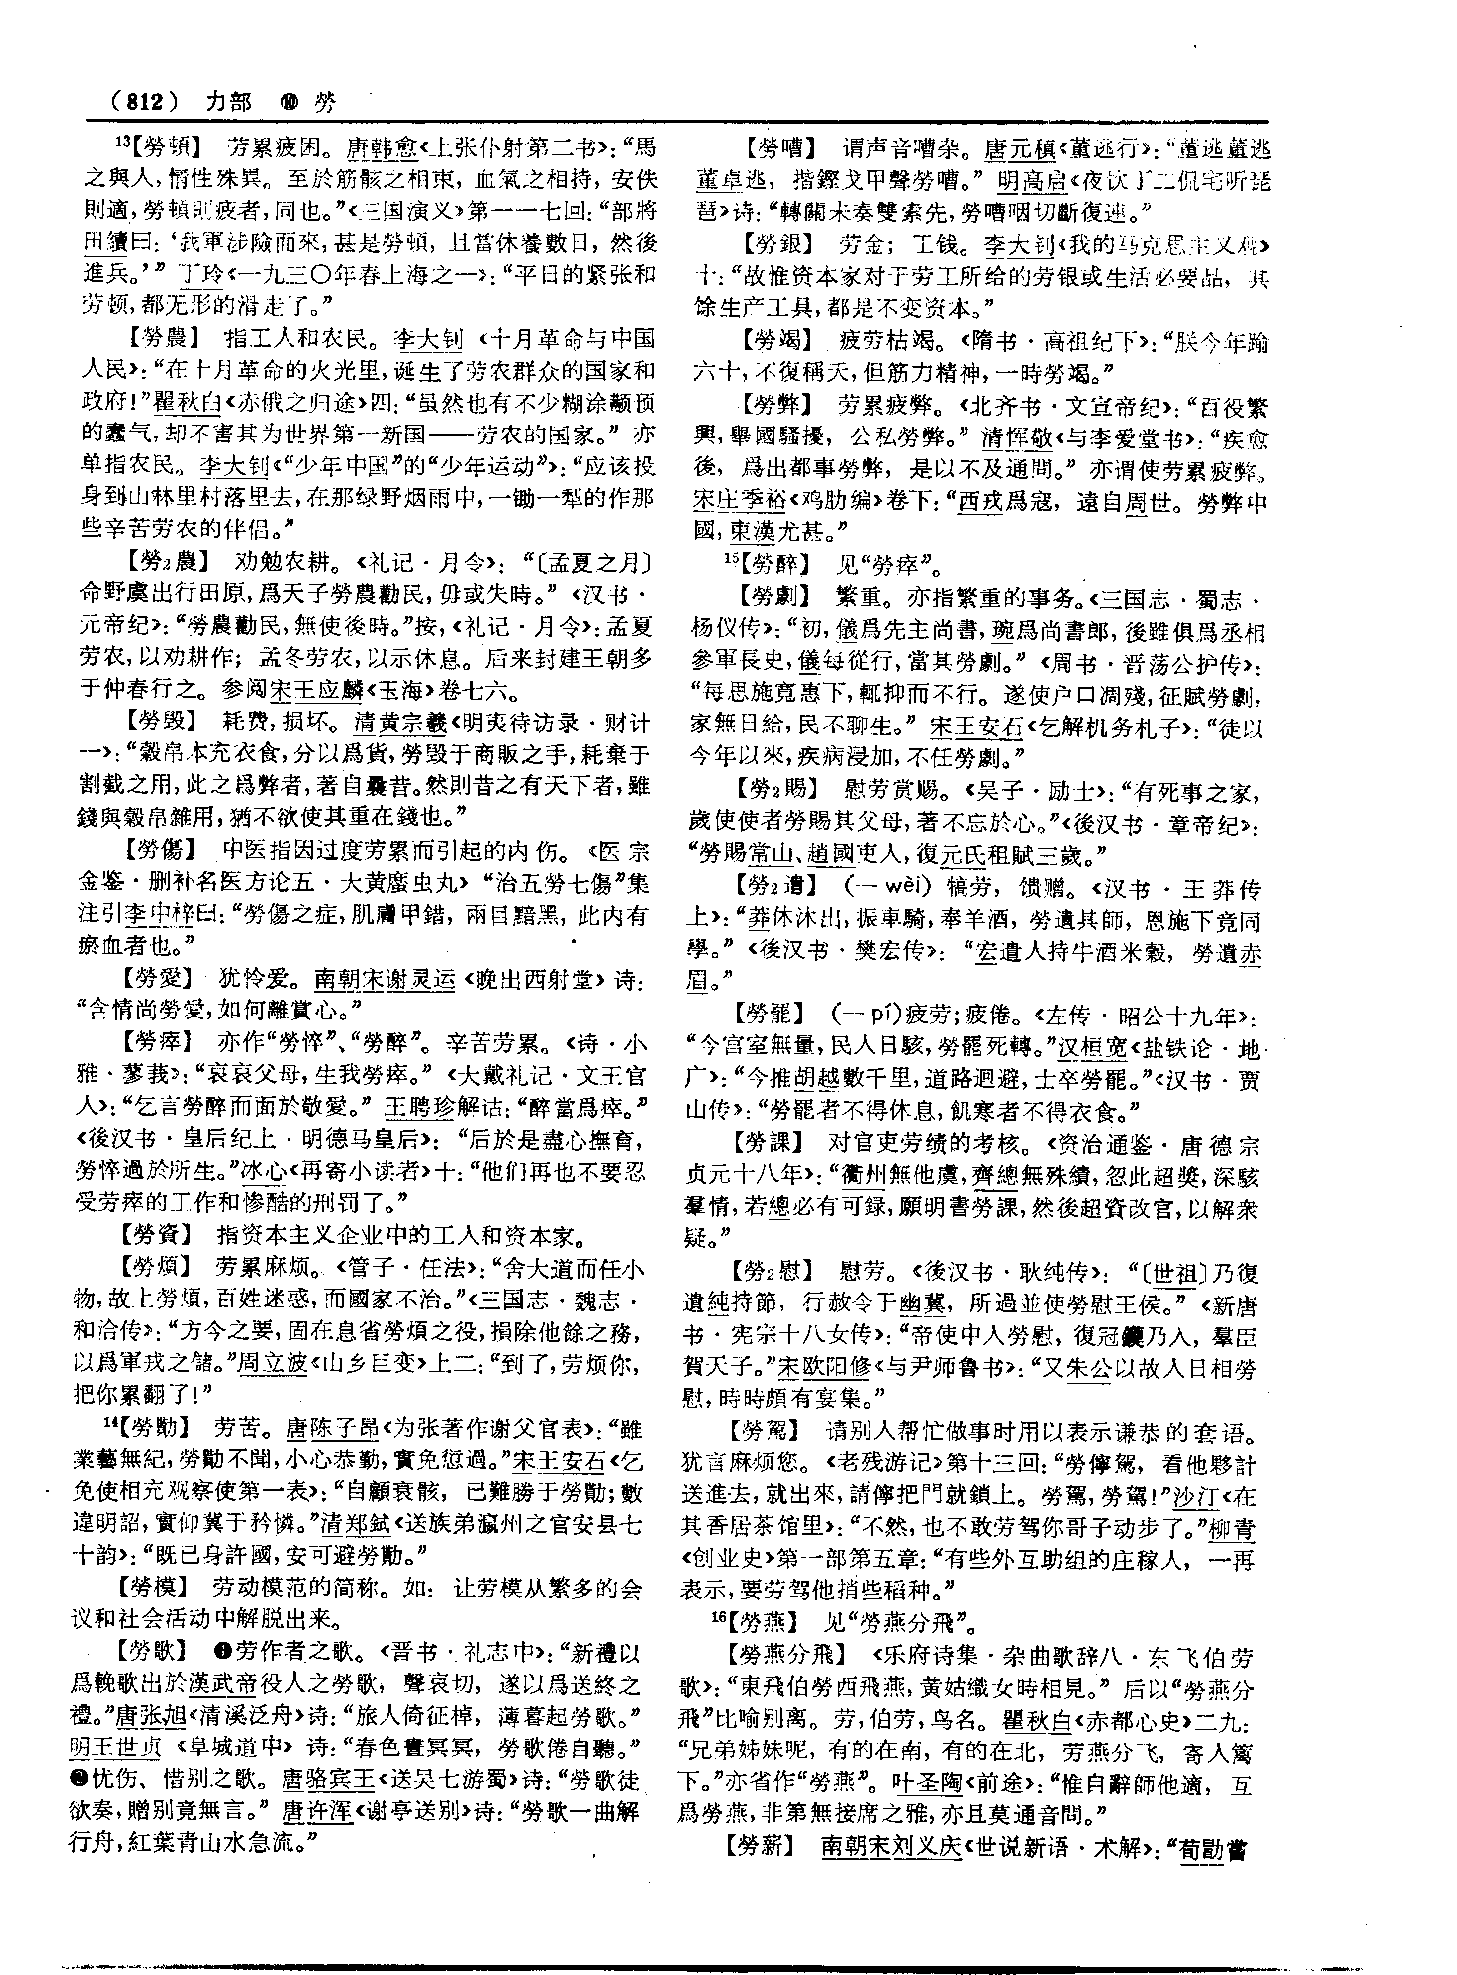 （812） 力部 ❿ 勞
13【勞頓】 劳累疲困。唐韩愈《上张仆射第二书》：“馬
之與人，情性殊異。至於筋骸之相束，血氣之相持，安佚
則適，勞頓則疲者，同也。”《三国演义》第一一七回：“部將
田續曰：‘我軍涉險而來，甚是勞頓，且當休養數日，然後
進兵。’” 丁玲《一九三〇年春上海之一》：“平日的紧张和
劳顿，都无形的滑走了。”
【勞農】 指工人和农民。李大钊《十月革命与中国
人民》：“在十月革命的火光里，诞生了劳农群众的国家和
政府！”瞿秋白《赤俄之归途》四：“虽然也有不少糊涂颟顸
的蠢气，却不害其为世界第一新国——劳农的国家。” 亦
单指农民。李大钊《“少年中国”的“少年运动”》：“应该投
身到山林里村落里去，在那绿野烟雨中，一锄一犁的作那
些辛苦劳农的伴侣。”
【勞2農】 劝勉农耕。《礼记·月令》：“〔孟夏之月〕
命野虞出行田原，爲天子勞農勸民，毋或失時。”《汉书·
元帝纪》：“勞農勸民，無使後時。”按，《礼记·月令》：孟夏
劳农，以劝耕作；孟冬劳农，以示休息。后来封建王朝多
于仲春行之。参阅宋王应麟《玉海》卷七六。
【勞毁】 耗费，损坏。清黄宗羲《明夷待访录·财计
一》：“穀帛本充衣食，分以爲貨，勞毁于商販之手，耗棄于
割截之用，此之爲弊者，著自曩昔。然則昔之有天下者，雖
錢與穀帛雜用，猶不欲使其重在錢也。”
【勞傷】 中医指因过度劳累而引起的内伤。《医宗
金鉴·删补名医方论五·大黄䗪虫丸》“治五勞七傷”集
注引李中梓曰：“勞傷之症，肌膚甲錯，兩目黯黑，此内有
瘀血者也。”
【勞愛】 犹怜爱。南朝宋谢灵运《晚出西射堂》诗：
“含情尚勞愛，如何離賞心。”
【勞瘁】 亦作“勞悴”、“勞醉”。辛苦劳累。《诗·小
雅·蓼莪》：“哀哀父母，生我勞瘁。”《大戴礼记·文王官
人》：“乞言勞醉而面於敬愛。” 王聘珍解诂：“醉當爲瘁。”
《後汉书·皇后纪上·明德马皇后》：“后於是盡心撫育，
勞悴過於所生。”冰心《再寄小读者》十：“他们再也不要忍
受劳瘁的工作和惨酷的刑罚了。”
【勞資】 指资本主义企业中的工人和资本家。
【勞煩】 劳累麻烦。《管子·任法》：“舍大道而任小
物，故上勞煩，百姓迷惑，而國家不治。”《三国志·魏志·
和洽传》：“方今之要，固在息省勞煩之役，損除他餘之務，
以爲軍戎之儲。”周立波《山乡巨变》上二：“到了，劳烦你，
把你累翻了！”
14【勞勩】 劳苦。唐陈子昂《为张著作谢父官表》：“雖
業藝無紀，勞勩不聞，小心恭勤，實免愆過。”宋王安石《乞
免使相充观察使第一表》：“自顧衰骸，已難勝于勞勩；數
違明詔，實仰冀于矜憐。”清郑鉽《送族弟瀛州之官安县七
十韵》：“既已身許國，安可避勞勩。”
【勞模】 劳动模范的简称。如：让劳模从繁多的会
议和社会活动中解脱出来。
【勞歌】 ❶劳作者之歌。《晋书·礼志中》：“新禮以
爲輓歌出於漢武帝役人之勞歌，聲哀切，遂以爲送終之
禮。”唐张旭《清溪泛舟》诗：“旅人倚征棹，薄暮起勞歌。”
明王世贞《阜城道中》诗：“春色晝冥冥，勞歌倦自聽。”
❷忧伤、惜别之歌。唐骆宾王《送吴七游蜀》诗：“勞歌徒
欲奏，贈别竟無言。” 唐许浑《谢亭送别》诗：“勞歌一曲解
行舟，紅葉青山水急流。”
【勞嘈】 谓声音嘈杂。唐元稹《董逃行》：“董逃董逃
董卓逃，揩鏗戈甲聲勞嘈。” 明高启《夜饮丁二侃宅听琵
琶》诗：“轉關未奏雙索先，勞嘈咽切斷復連。”
【勞銀】 劳金；工钱。李大钊《我的马克思主义观》
十：“故惟资本家对于劳工所给的劳银或生活必要品，其
馀生产工具，都是不变资本。”
【勞竭】 疲劳枯竭。《隋书·高祖纪下》：“朕今年踰
六十，不復稱夭，但筋力精神，一時勞竭。”
【勞弊】 劳累疲弊。《北齐书·文宣帝纪》：“百役繁
興，舉國騷擾，公私勞弊。” 清恽敬《与李爱堂书》：“疾愈
後，爲出都事勞弊，是以不及通問。” 亦谓使劳累疲弊。
宋庄季裕《鸡肋编》卷下：“西戎爲寇，遠自周世。勞弊中
國，東漢尤甚。”
15【勞醉】 见“勞瘁”。
【勞劇】 繁重。亦指繁重的事务。《三国志·蜀志·
杨仪传》：“初，儀爲先主尚書，琬爲尚書郎，後雖俱爲丞相
參軍長史，儀每從行，當其勞劇。”《周书·晋荡公护传》：
“每思施寬惠下，輒抑而不行。遂使户口凋殘，征賦勞劇，
家無日給，民不聊生。” 宋王安石《乞解机务札子》：“徒以
今年以來，疾病浸加，不任勞劇。”
【勞2賜】 慰劳赏赐。《吴子·励士》：“有死事之家，
歲使使者勞賜其父母，著不忘於心。”《後汉书·章帝纪》：
“勞賜常山、趙國吏人，復元氏租賦三歲。”
【勞2遺】 （— wèi）犒劳，馈赠。《汉书·王莽传
上》：“莽休沐出，振車騎，奉羊酒，勞遺其師，恩施下竟同
學。”《後汉书·樊宏传》：“宏遣人持牛酒米穀，勞遺赤
眉。”
【勞罷】 （— pí）疲劳；疲倦。《左传·昭公十九年》：
“今宫室無量，民人日駭，勞罷死轉。”汉桓宽《盐铁论·地
广》：“今推胡越數千里，道路迴避，士卒勞罷。”《汉书·贾
山传》：“勞罷者不得休息，飢寒者不得衣食。”
【勞課】 对官吏劳绩的考核。《资治通鉴·唐德宗
贞元十八年》：“衢州無他虞，齊總無殊績，忽此超奬，深駭
羣情，若總必有可録，願明書勞課，然後超資改官，以解衆
疑。”
【勞2慰】 慰劳。《後汉书·耿纯传》：“〔世祖〕乃復
遣純持節，行赦令于幽冀，所過並使勞慰王侯。”《新唐
书·宪宗十八女传》：“帝使中人勞慰，復冠鑁乃入，羣臣
賀天子。”宋欧阳修《与尹师鲁书》：“又朱公以故人日相勞
慰，時時頗有宴集。”
【勞駕】 请别人帮忙做事时用以表示谦恭的套语。
犹言麻烦您。《老残游记》第十三回：“勞儜駕，看他夥計
送進去，就出來，請儜把門就鎖上。勞駕，勞駕！”沙汀《在
其香居茶馆里》：“不然，也不敢劳驾你哥子动步了。”柳青
《创业史》第一部第五章：“有些外互助组的庄稼人，一再
表示，要劳驾他捎些稻种。”
16【勞燕】 见“勞燕分飛”。
【勞燕分飛】《乐府诗集·杂曲歌辞八·东飞伯劳
歌》：“東飛伯勞西飛燕，黄姑織女時相見。” 后以“勞燕分
飛”比喻别离。劳，伯劳，鸟名。瞿秋白《赤都心史》二九：
“兄弟姊妹呢，有的在南，有的在北，劳燕分飞，寄人篱
下。”亦省作“勞燕”。叶圣陶《前途》：“惟自辭師他適，互
爲勞燕，非第無接席之雅，亦且莫通音問。”
【勞薪】 南朝宋刘义庆《世说新语·术解》：“荀勖嘗